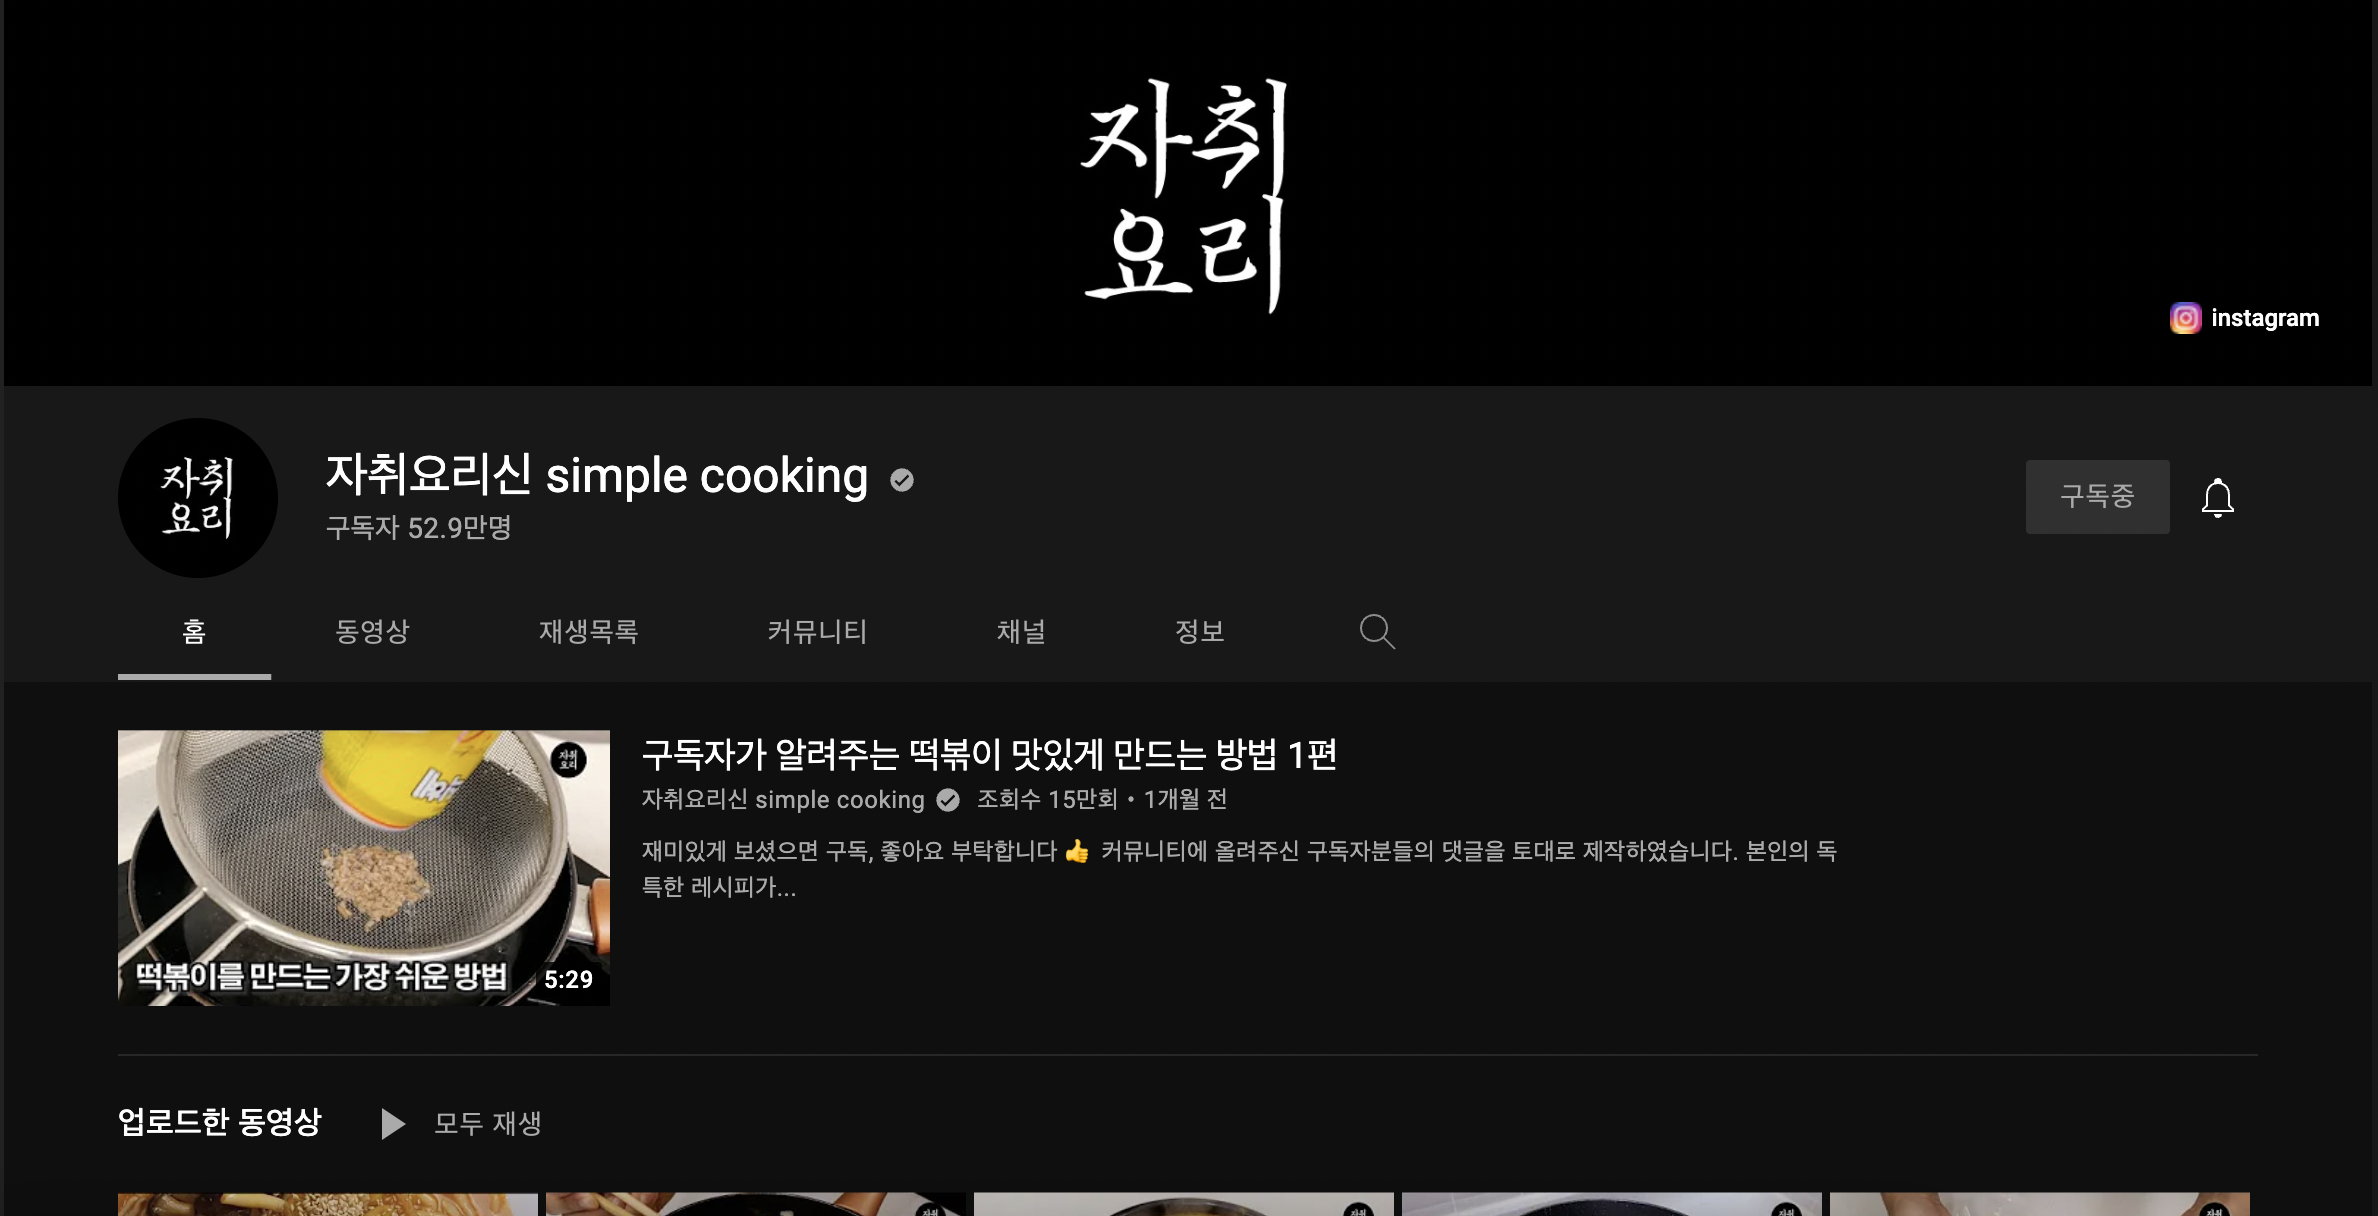 자취
요리
instagram
자취
요리
자취요리신 simple cooking
구독자 52.9만명
구독중
홈 동영상 재생목록 커뮤니티 채널 정보
자취
요리
떡볶이를 만드는 가장 쉬운 방법
5:29
구독자가 알려주는 떡볶이 맛있게 만드는 방법 1편
자취요리신 simple cooking 조회수 15만회 • 1개월 전
재미있게 보셨으면 구독, 좋아요 부탁합니다 👍 커뮤니티에 올려주신 구독자분들의 댓글을 토대로 제작하였습니다. 본인의 독
특한 레시피가...
업로드한 동영상 모두 재생
자취
자취
자취
자취